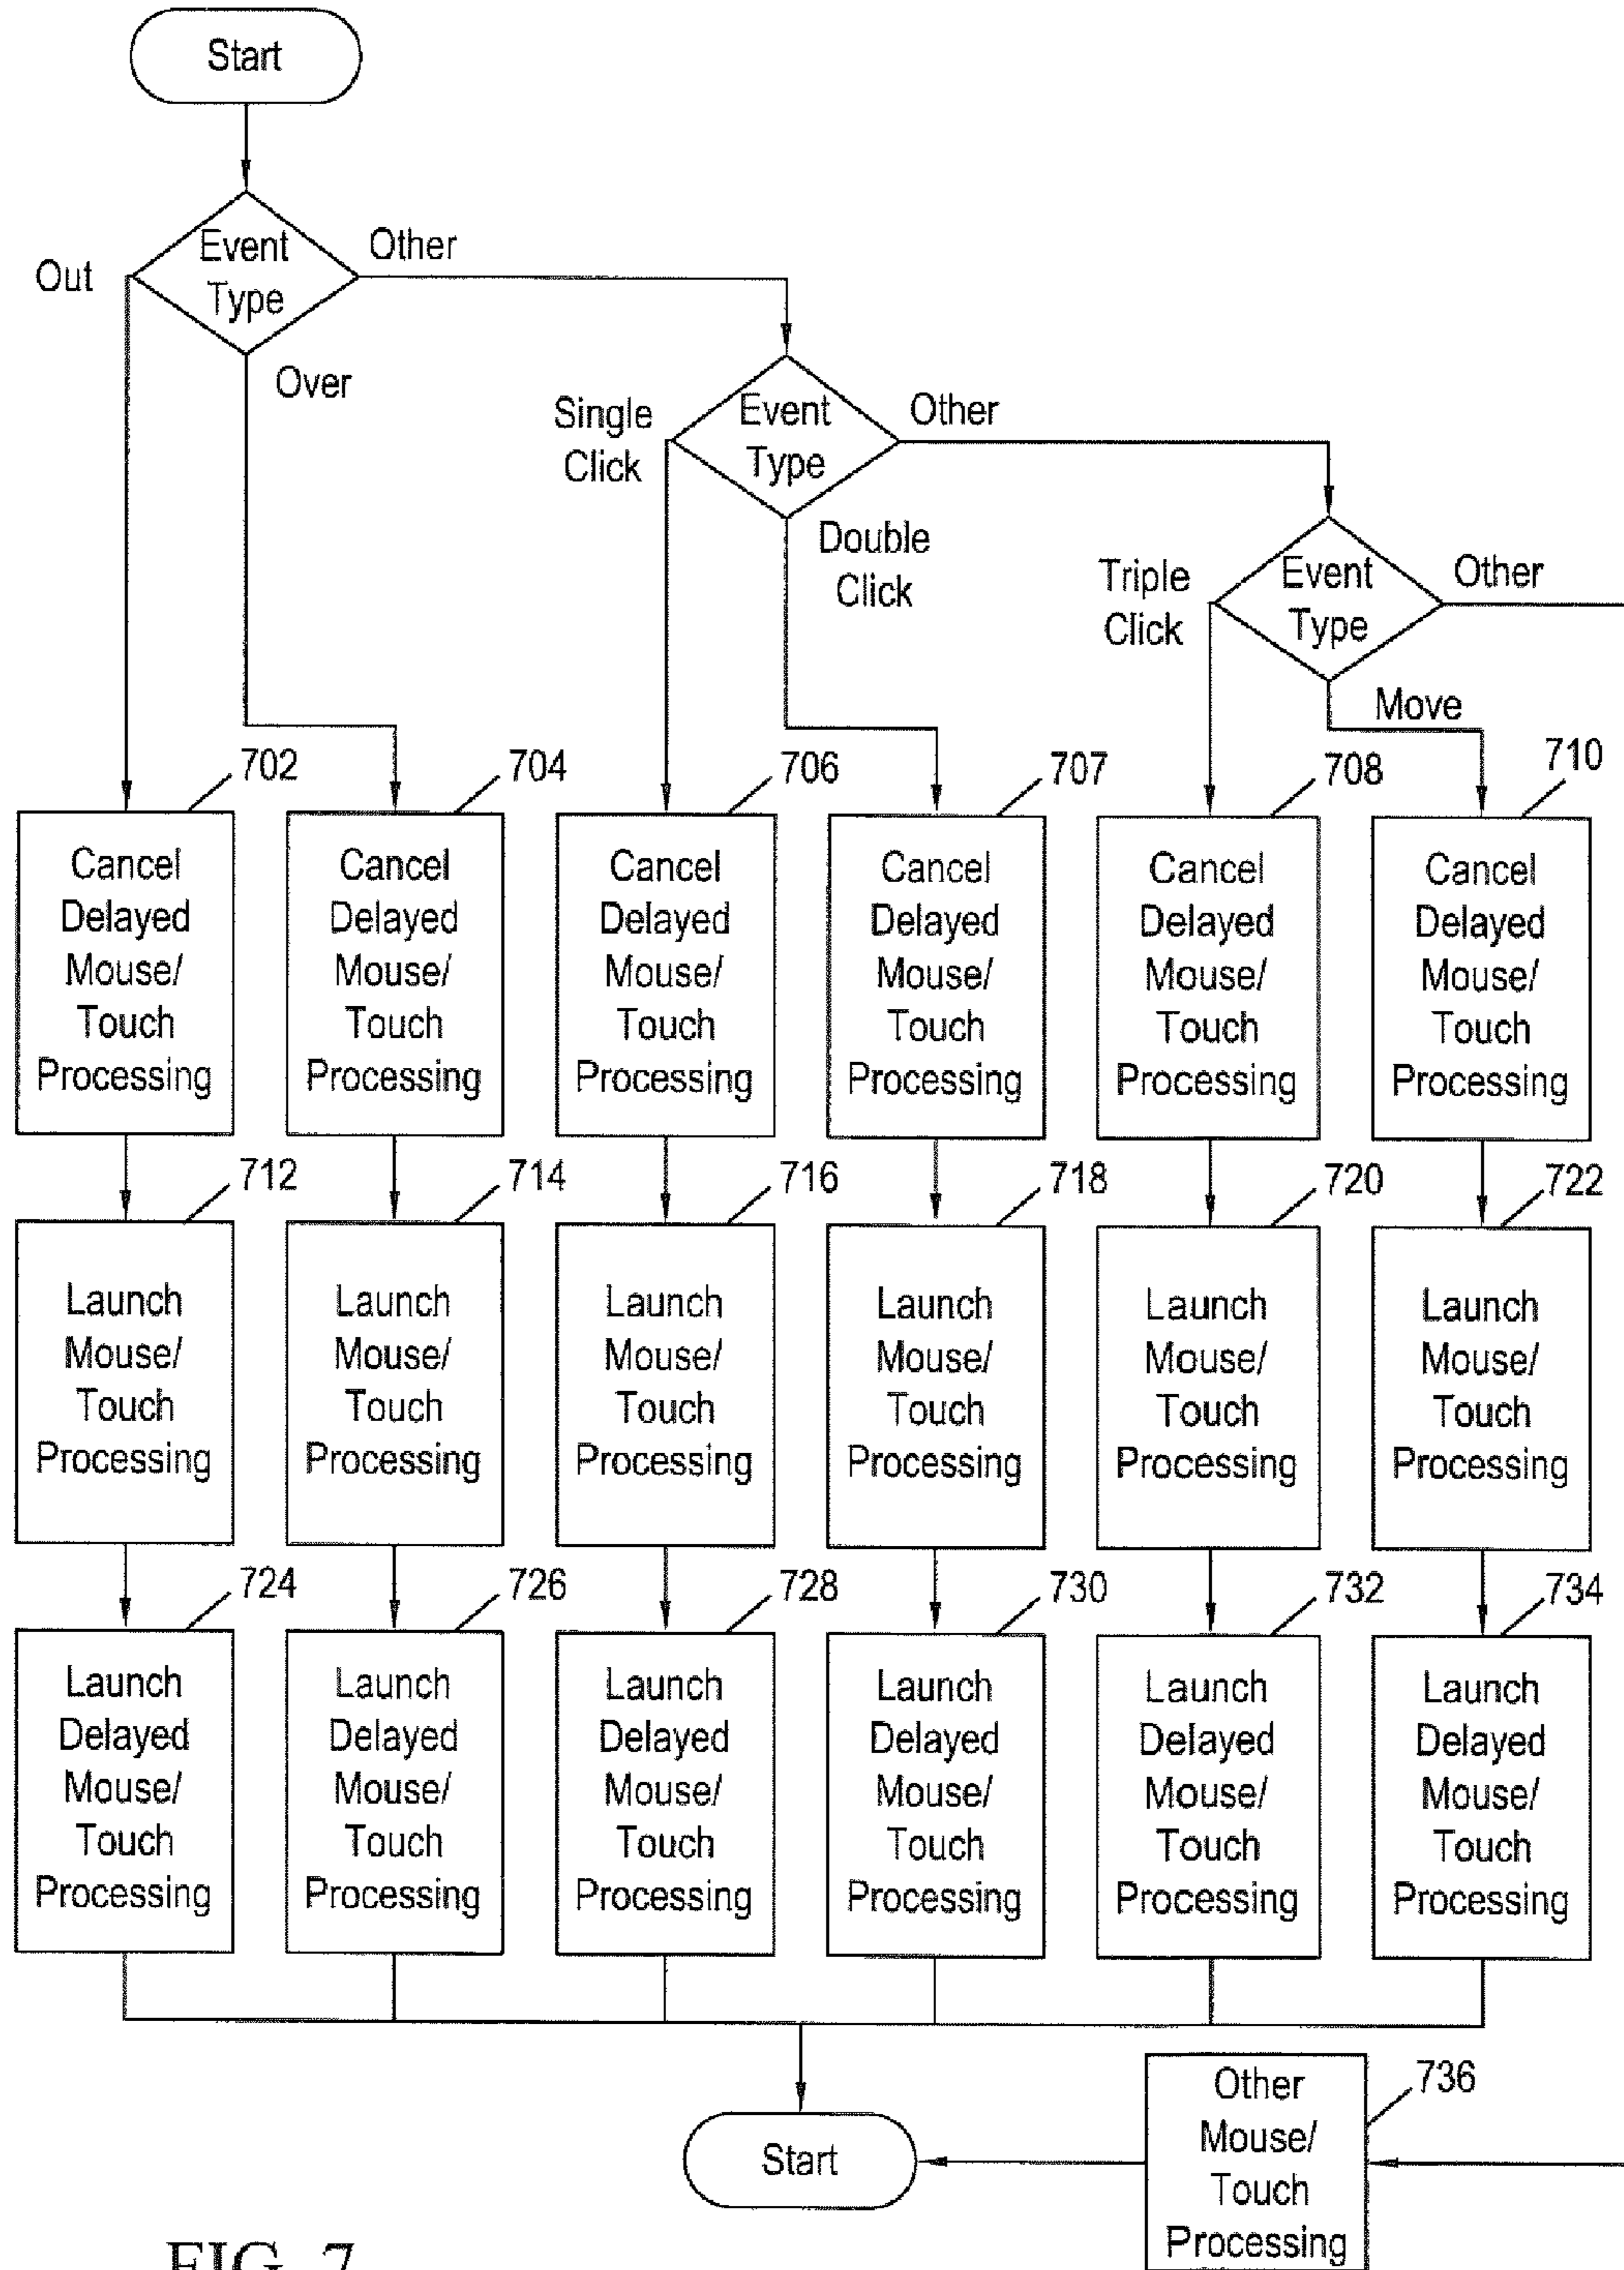 Start
Event
Type
Other
Out
Over
Event
Type
Single
Click
Other
Double
Click
Event
Type
Triple
Click
Other
Move
702
704
706
707
708
710
Cancel
Delayed
Mouse/
Touch
Processing
Cancel
Delayed
Mouse/
Touch
Processing
Cancel
Delayed
Mouse/
Touch
Processing
Cancel
Delayed
Mouse/
Touch
Processing
Cancel
Delayed
Mouse/
Touch
Processing
Cancel
Delayed
Mouse/
Touch
Processing
712
714
716
718
720
722
Launch
Mouse/
Touch
Processing
Launch
Mouse/
Touch
Processing
Launch
Mouse/
Touch
Processing
Launch
Mouse/
Touch
Processing
Launch
Mouse/
Touch
Processing
Launch
Mouse/
Touch
Processing
724
726
728
730
732
734
Launch
Delayed
Mouse/
Touch
Processing
Launch
Delayed
Mouse/
Touch
Processing
Launch
Delayed
Mouse/
Touch
Processing
Launch
Delayed
Mouse/
Touch
Processing
Launch
Delayed
Mouse/
Touch
Processing
Launch
Delayed
Mouse/
Touch
Processing
Start
736
Other
Mouse/
Touch
Processing
FIG. 7